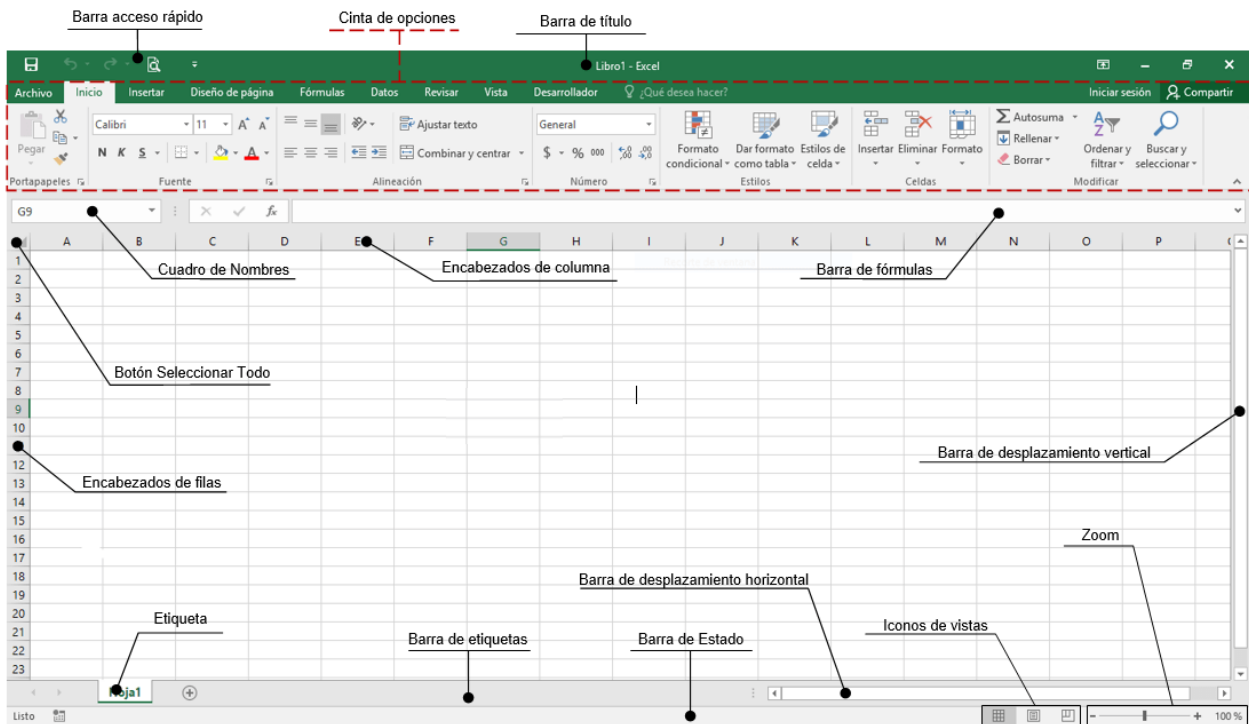 Barra acceso rápido
Cinta de opciones
Barra de título
Libro1 - Excel
Archivo Inicio Insertar Diseño de página Fórmulas Datos Revisar Vista Desarrollador ¿Qué desea hacer? Iniciar sesión Compartir
Pegar
Calibri 11
N K S
Ajustar texto
Combinar y centrar
General
$ % 000
Formato condicional
Dar formato como tabla
Estilos de celda
Insertar Eliminar Formato
Autosuma
Rellenar
Borrar
Ordenar y filtrar
Buscar y seleccionar
Portapapeles Fuente Alineación Número Estilos Celdas Modificar
G9 fx
A B C D E F G H I J K L M N O P
Cuadro de Nombres
Encabezados de columna
Barra de fórmulas
1
2
3
4
5
6
7
Botón Seleccionar Todo
8
9
10
Barra de desplazamiento vertical
12
13
Encabezados de filas
14
15
16
Zoom
17
18
Barra de desplazamiento horizontal
19
20
Etiqueta
21
Iconos de vistas
Barra de etiquetas
Barra de Estado
22
23
Hoja1
Listo
100 %